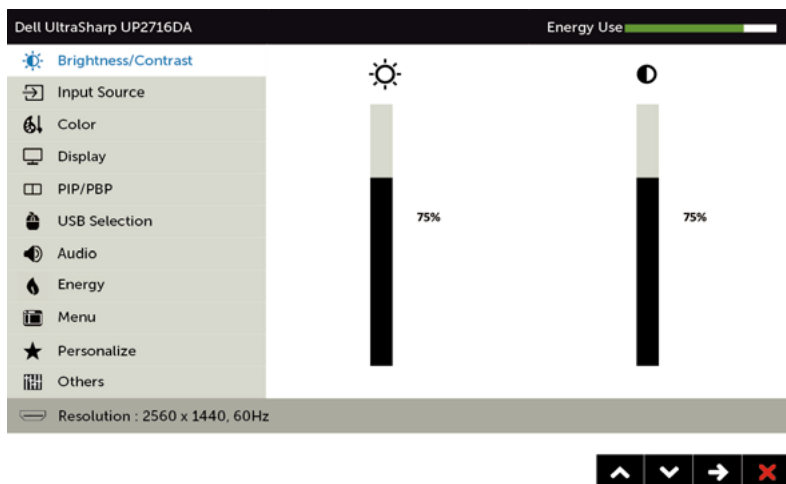 Dell UltraSharp UP2716DA
Energy Use
Brightness/Contrast
Input Source
Color
Display
PIP/PBP
USB Selection
Audio
Energy
Menu
Personalize
Others
75%
75%
Resolution : 2560 x 1440, 60Hz